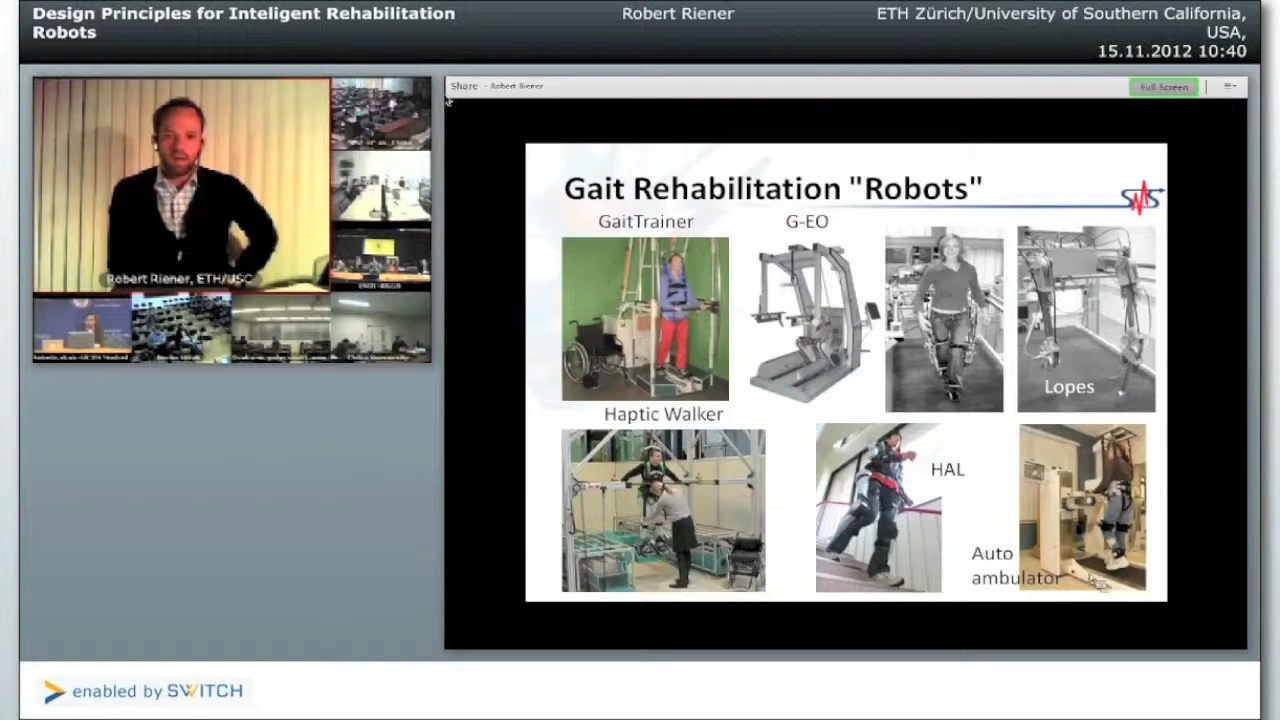 Design Principles for Inteligent Rehabilitation
Robots
Robert Riener
ETH Zürich/University of Southern California,
USA,
15.11.2012 10:40
Share - Robert Riener
Full Screen
Robert Riener, ETH/USC
Gait Rehabilitation "Robots"
GaitTrainer
G-EO
Lopes
Haptic Walker
HAL
Auto
ambulator
enabled by SWITCH